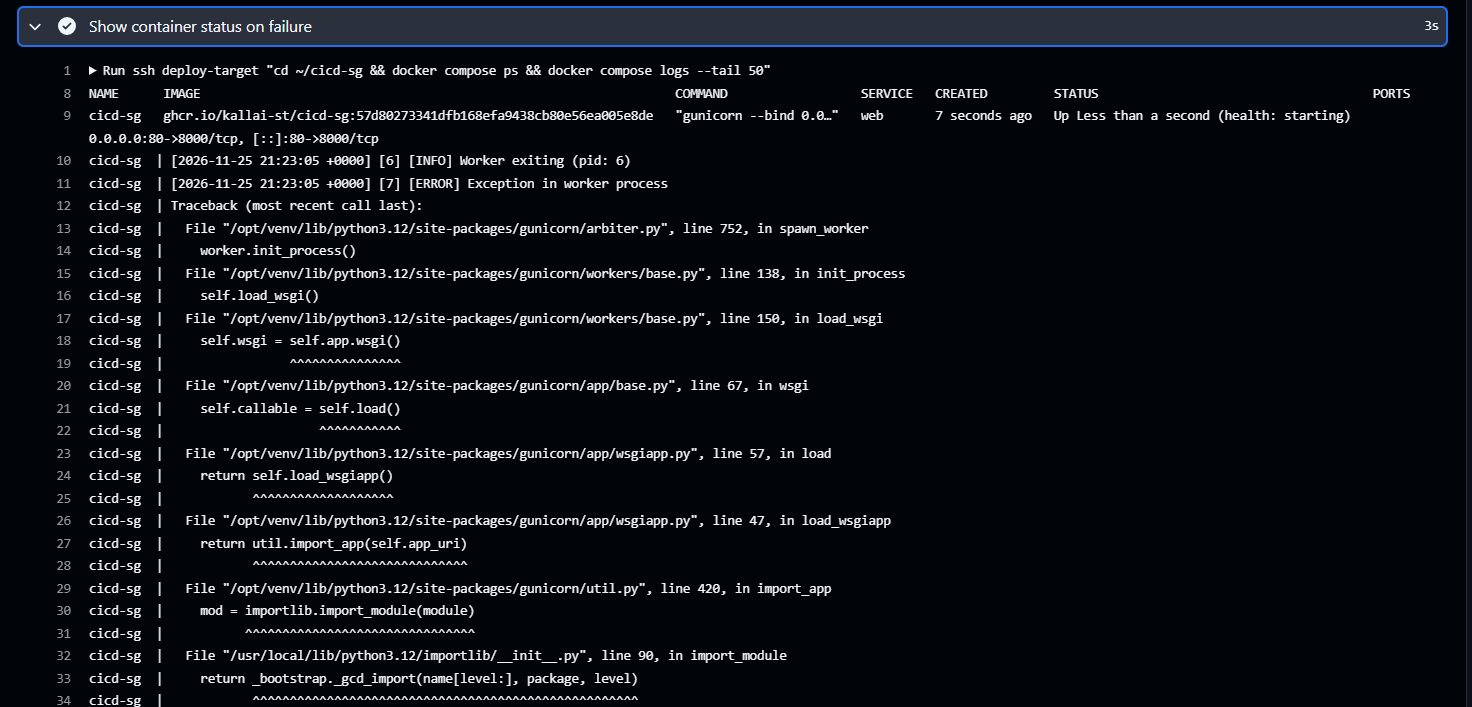 Show container status on failure 3s
1 ▶ Run ssh deploy-target "cd ~/cicd-sg && docker compose ps && docker compose logs --tail 50"
8 NAME IMAGE COMMAND SERVICE CREATED STATUS PORTS
9 cicd-sg ghcr.io/kallai-st/cicd-sg:57d80273341dfb168efa9438cb80e56ea005e8de "gunicorn --bind 0.0…" web 7 seconds ago Up Less than a second (health: starting)
0.0.0.0:80->8000/tcp, [::]:80->8000/tcp
10 cicd-sg | [2026-11-25 21:23:05 +0000] [6] [INFO] Worker exiting (pid: 6)
11 cicd-sg | [2026-11-25 21:23:05 +0000] [7] [ERROR] Exception in worker process
12 cicd-sg | Traceback (most recent call last):
13 cicd-sg |   File "/opt/venv/lib/python3.12/site-packages/gunicorn/arbiter.py", line 752, in spawn_worker
14 cicd-sg |     worker.init_process()
15 cicd-sg |   File "/opt/venv/lib/python3.12/site-packages/gunicorn/workers/base.py", line 138, in init_process
16 cicd-sg |     self.load_wsgi()
17 cicd-sg |   File "/opt/venv/lib/python3.12/site-packages/gunicorn/workers/base.py", line 150, in load_wsgi
18 cicd-sg |     self.wsgi = self.app.wsgi()
19 cicd-sg |                 ^^^^^^^^^^^^^^^
20 cicd-sg |   File "/opt/venv/lib/python3.12/site-packages/gunicorn/app/base.py", line 67, in wsgi
21 cicd-sg |     self.callable = self.load()
22 cicd-sg |                     ^^^^^^^^^^^
23 cicd-sg |   File "/opt/venv/lib/python3.12/site-packages/gunicorn/app/wsgiapp.py", line 57, in load
24 cicd-sg |     return self.load_wsgiapp()
25 cicd-sg |            ^^^^^^^^^^^^^^^^^^^
26 cicd-sg |   File "/opt/venv/lib/python3.12/site-packages/gunicorn/app/wsgiapp.py", line 47, in load_wsgiapp
27 cicd-sg |     return util.import_app(self.app_uri)
28 cicd-sg |            ^^^^^^^^^^^^^^^^^^^^^^^^^^^^^
29 cicd-sg |   File "/opt/venv/lib/python3.12/site-packages/gunicorn/util.py", line 420, in import_app
30 cicd-sg |     mod = importlib.import_module(module)
31 cicd-sg |           ^^^^^^^^^^^^^^^^^^^^^^^^^^^^^^^
32 cicd-sg |   File "/usr/local/lib/python3.12/importlib/__init__.py", line 90, in import_module
33 cicd-sg |     return _bootstrap._gcd_import(name[level:], package, level)
34 cicd-sg |            ^^^^^^^^^^^^^^^^^^^^^^^^^^^^^^^^^^^^^^^^^^^^^^^^^^^^